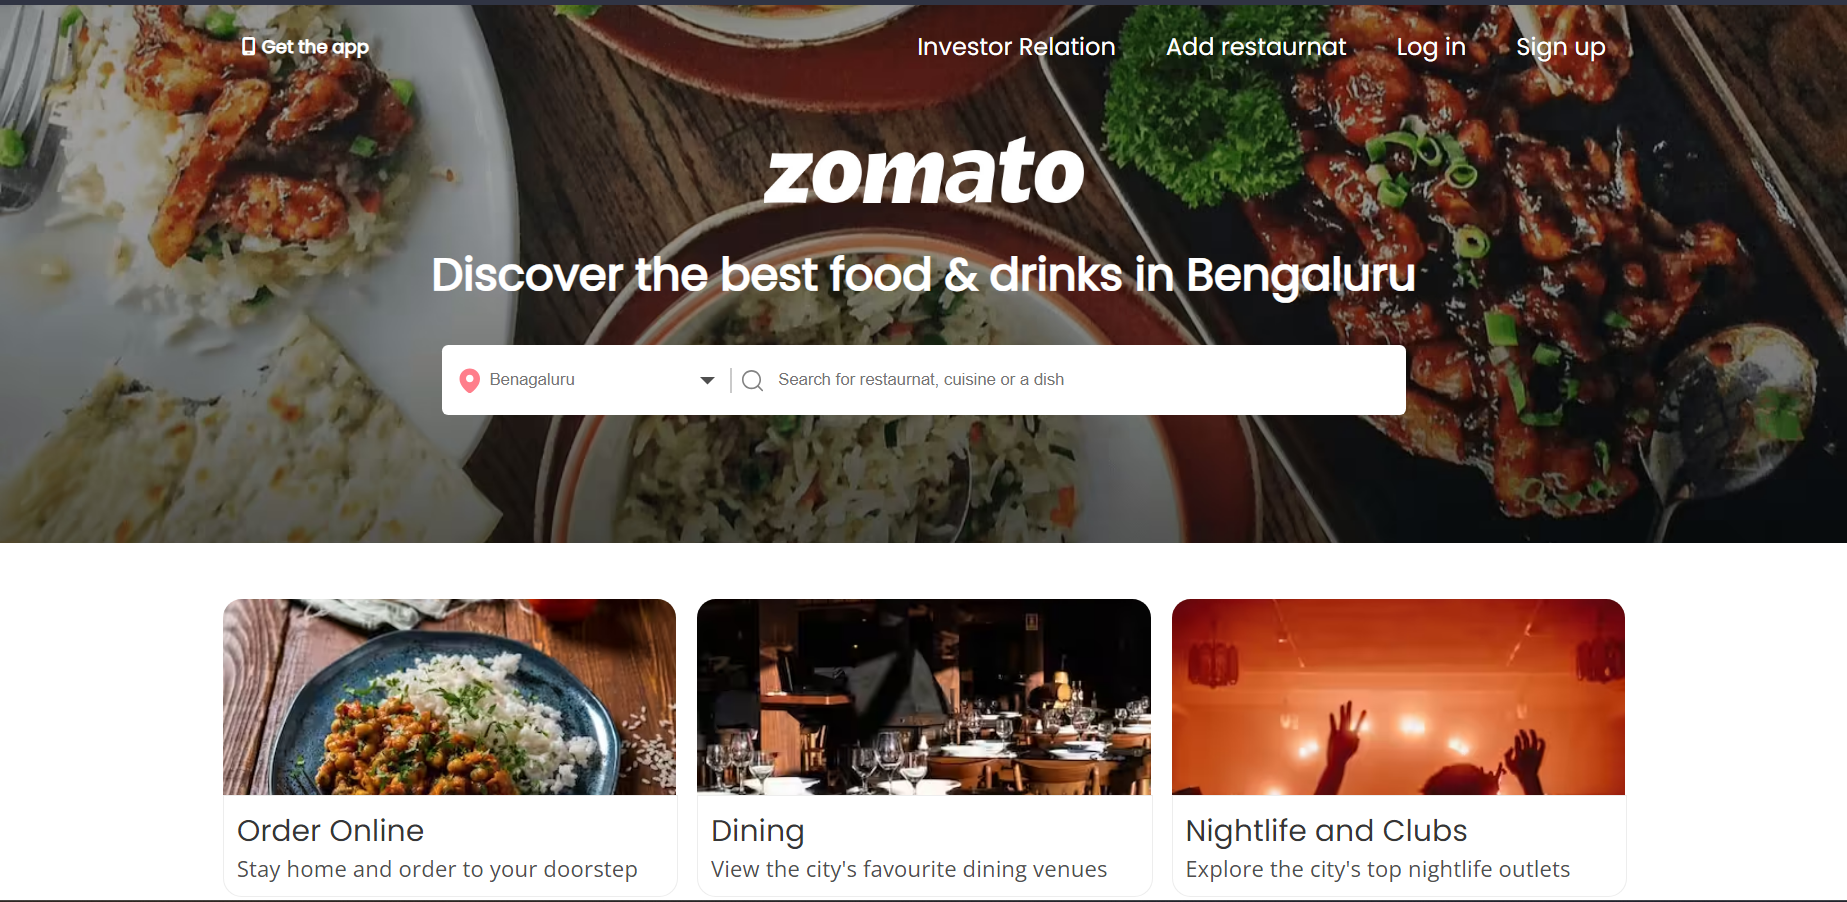 Get the app
Investor Relation
Add restaurnat
Log in
Sign up
zomato
Discover the best food & drinks in Bengaluru
Benagaluru
Search for restaurnat, cuisine or a dish
Order Online
Stay home and order to your doorstep
Dining
View the city's favourite dining venues
Nightlife and Clubs
Explore the city's top nightlife outlets